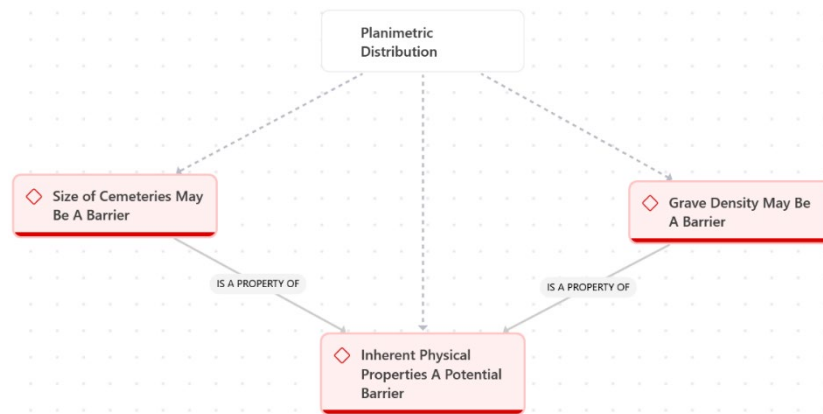 Planimetric
Distribution
Size of Cemeteries May
Be A Barrier
Grave Density May Be
A Barrier
IS A PROPERTY OF
IS A PROPERTY OF
Inherent Physical
Properties A Potential
Barrier